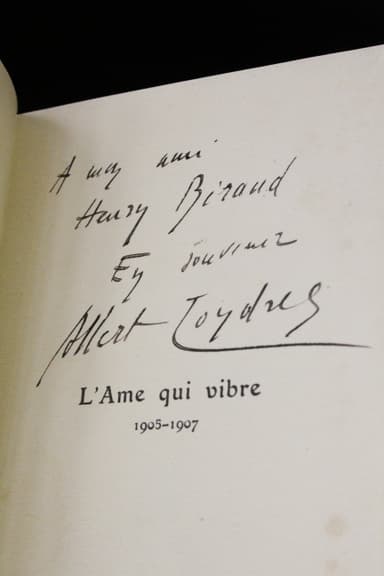 A mon ami
Henry Béraud
En souvenir
Albert Londres
L'Ame qui vibre
1905-1907